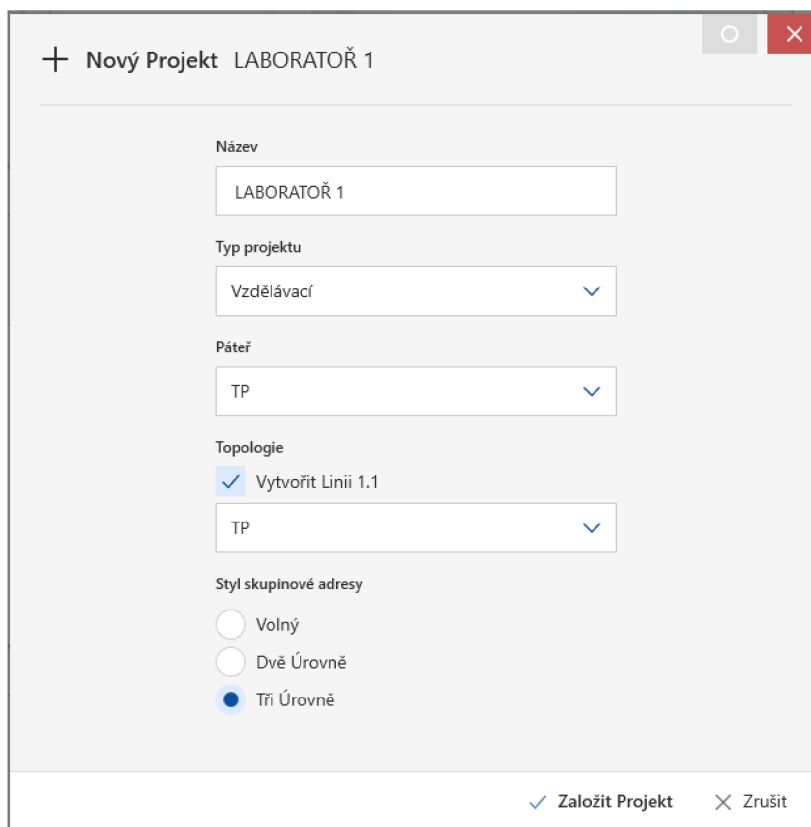 Nový Projekt LABORATOŘ 1
Název
LABORATOŘ 1
Typ projektu
Vzdělávací
Páteř
TP
Topologie
Vytvořit Linii 1.1
TP
Styl skupinové adresy
Volný
Dvě Úrovně
Tři Úrovně
Založit Projekt Zrušit